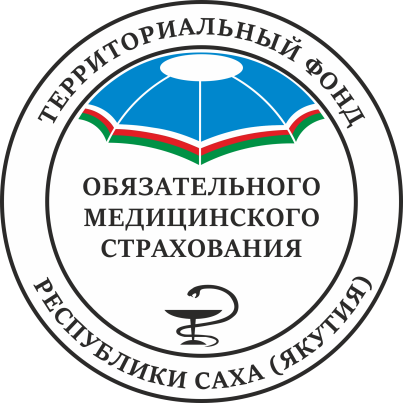 ТЕРРИТОРИАЛЬНЫЙ ФОНД
ОБЯЗАТЕЛЬНОГО
МЕДИЦИНСКОГО
СТРАХОВАНИЯ
РЕСПУБЛИКИ САХА (ЯКУТИЯ)